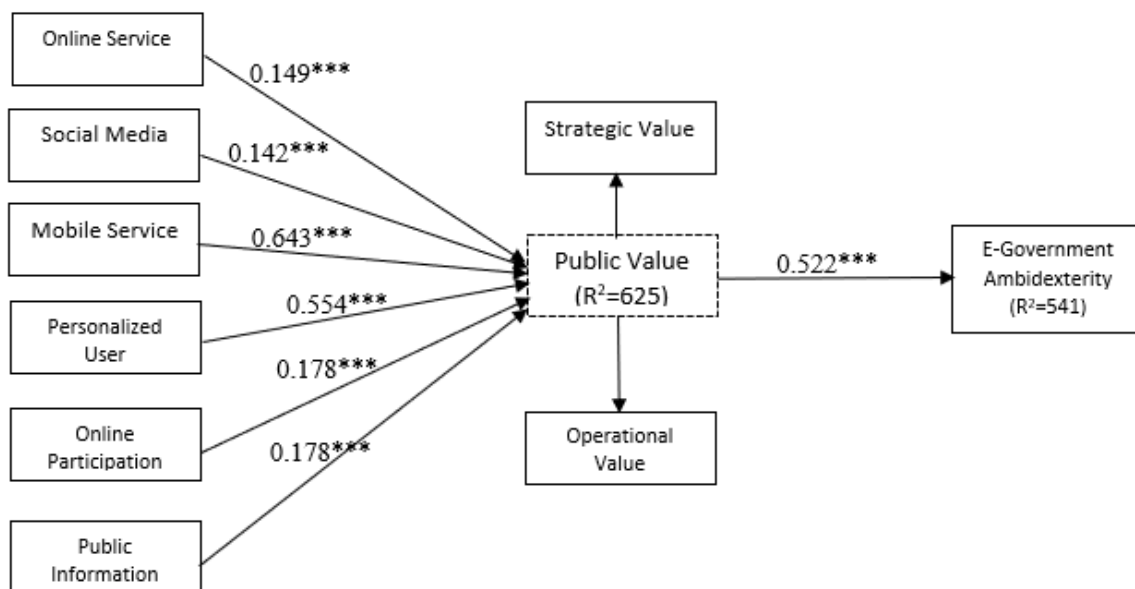 Online Service
0.149***
Social Media
0.142***
Mobile Service
0.643***
Personalized
User
0.554***
Online
Participation
0.178***
Public
Information
0.178***
Strategic Value
Public Value
(R²=625)
Operational
Value
0.522***
E-Government
Ambidexterity
(R²=541)